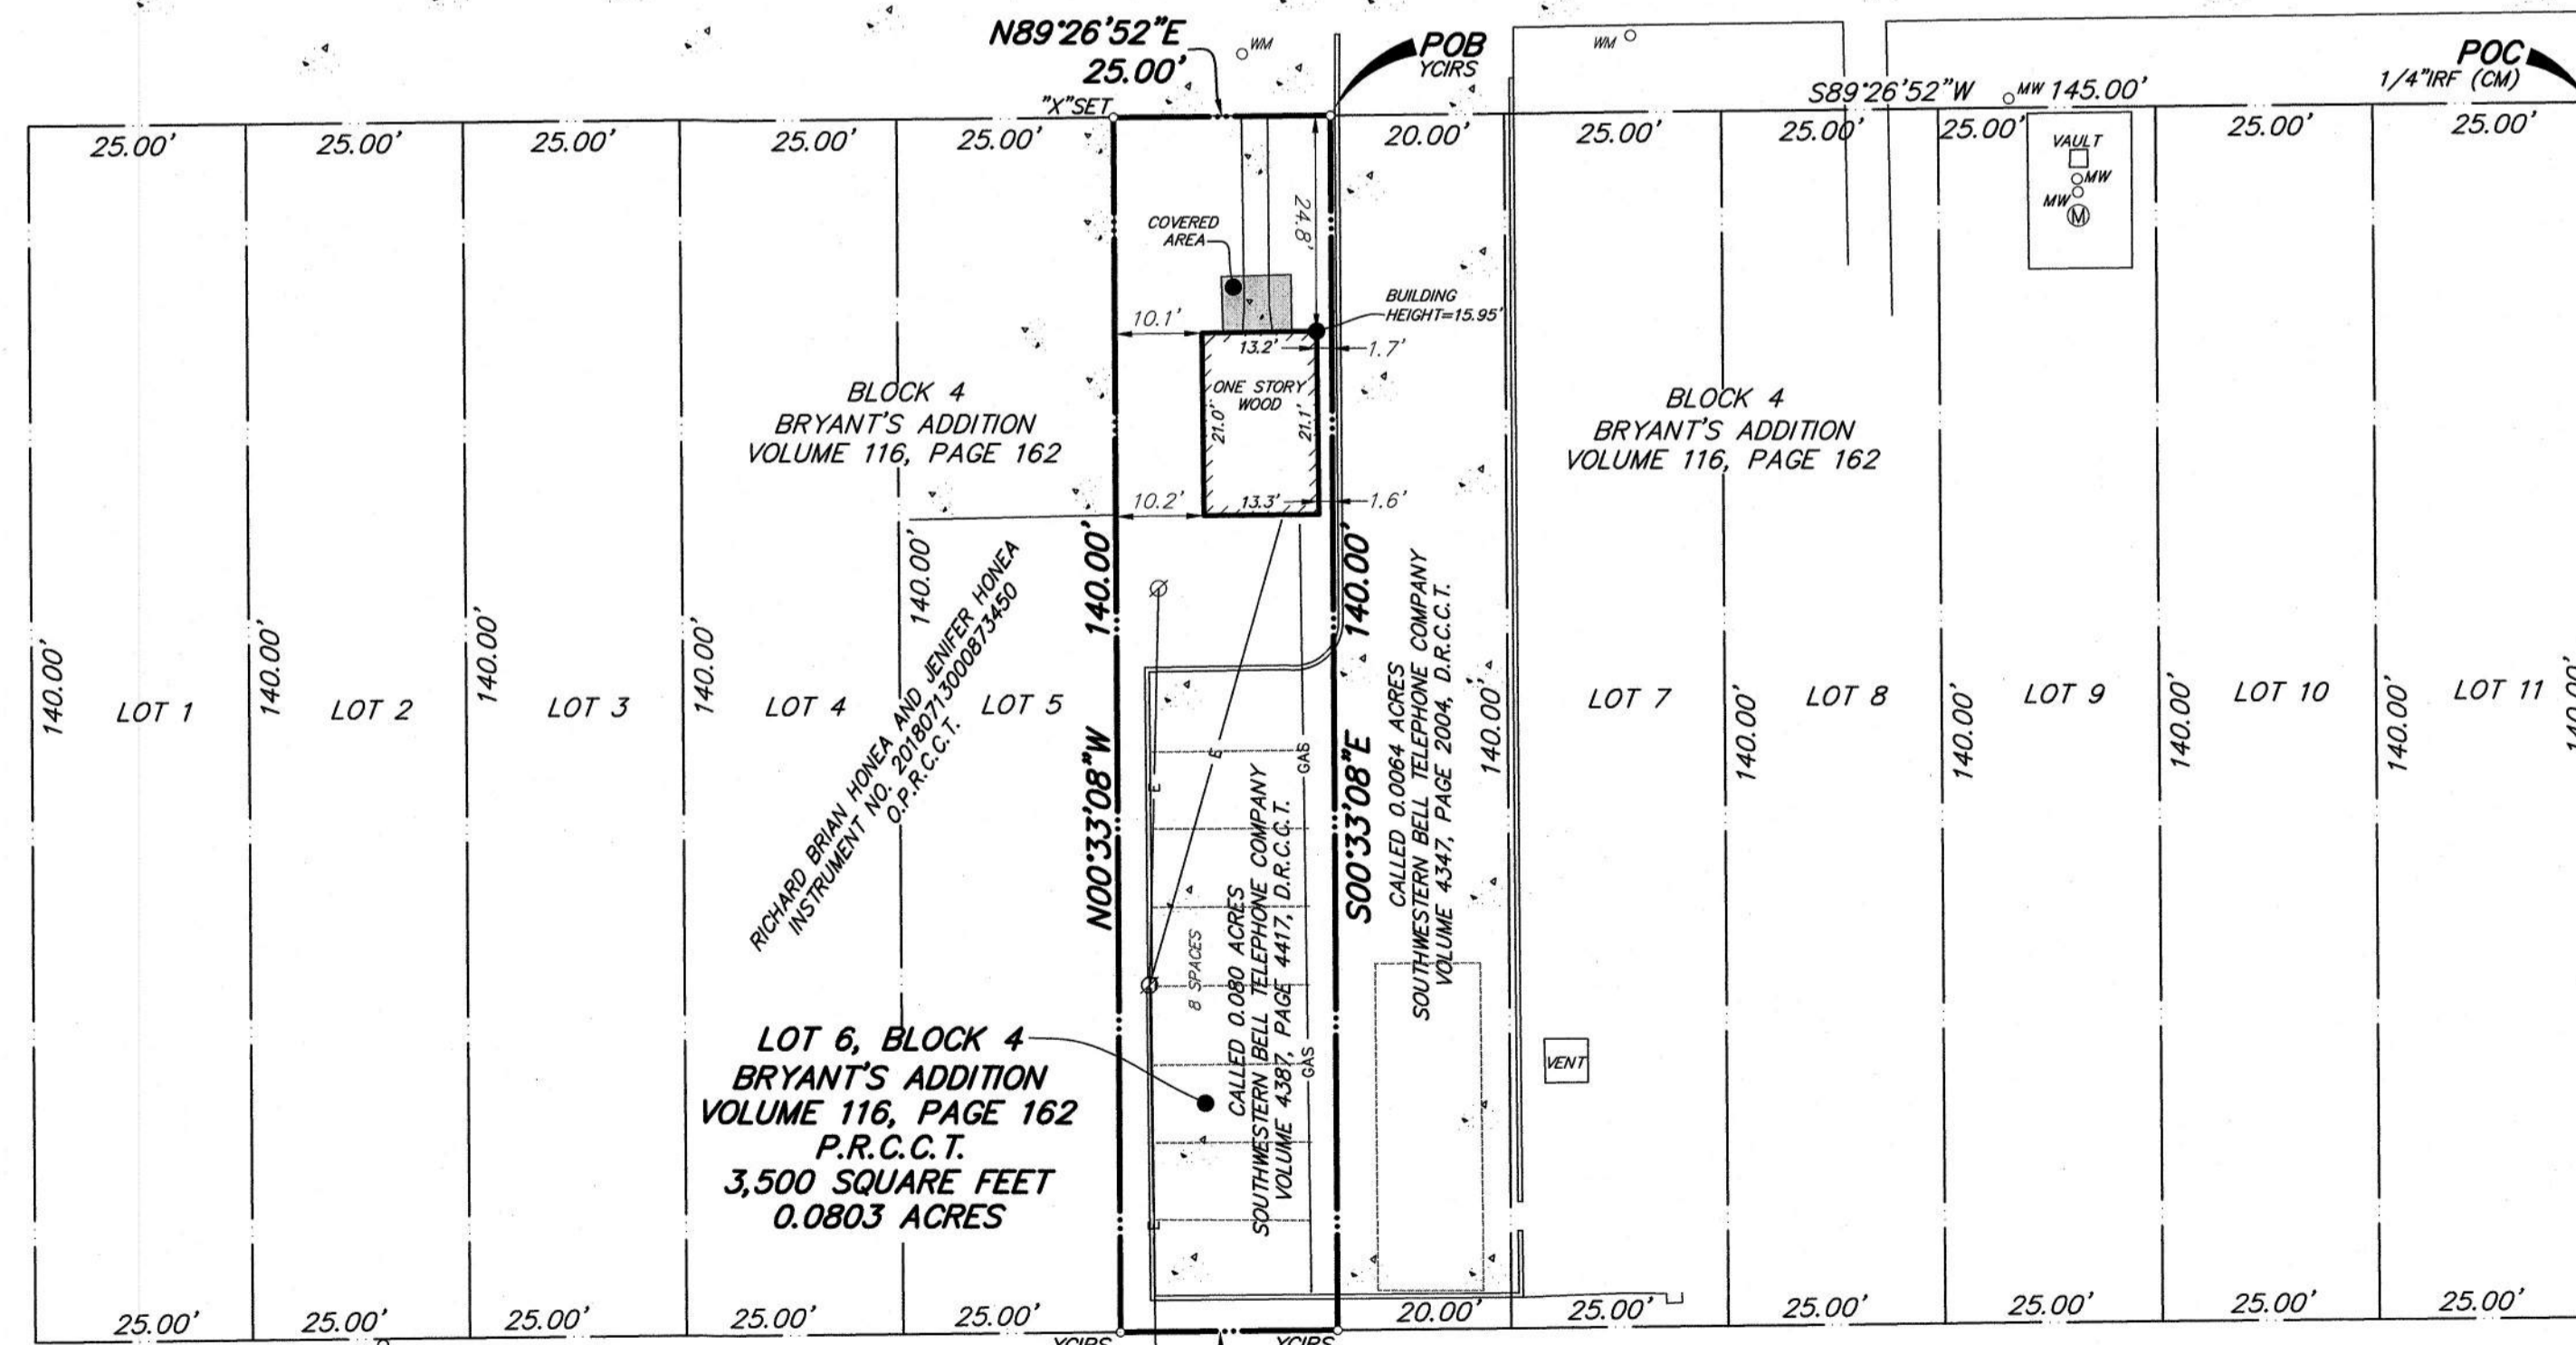 N89°26'52"E
25.00'
WM
POB
YCIRS
WM
POC
1/4"IRF (CM)
"X"SET
S89°26'52"W
MW
145.00'
25.00'
25.00'
25.00'
25.00'
25.00'
20.00'
25.00'
25.00'
25.00'
25.00'
25.00'
VAULT
MW
MW
M
24.8'
COVERED
AREA
BUILDING
HEIGHT=15.95'
10.1'
13.2'
1.7'
ONE STORY
WOOD
21.0'
21.1'
10.2'
13.3'
1.6'
BLOCK 4
BRYANT'S ADDITION
VOLUME 116, PAGE 162
BLOCK 4
BRYANT'S ADDITION
VOLUME 116, PAGE 162
140.00'
140.00'
140.00'
140.00'
140.00'
N00°33'08"W 140.00'
S00°33'08"E 140.00'
140.00'
140.00'
140.00'
140.00'
140.00'
140.00'
LOT 1
LOT 2
LOT 3
LOT 4
LOT 5
LOT 7
LOT 8
LOT 9
LOT 10
LOT 11
RICHARD BRIAN HONEA AND JENIFER HONEA
INSTRUMENT NO. 20180713000873450
O.P.R.C.C.T.
CALLED 0.0064 ACRES
SOUTHWESTERN BELL TELEPHONE COMPANY
VOLUME 4347, PAGE 2004, D.R.C.C.T.
E
E
GAS
8 SPACES
CALLED 0.080 ACRES
SOUTHWESTERN BELL TELEPHONE COMPANY
VOLUME 4387, PAGE 4417, D.R.C.C.T.
GAS
E
VENT
LOT 6, BLOCK 4
BRYANT'S ADDITION
VOLUME 116, PAGE 162
P.R.C.C.T.
3,500 SQUARE FEET
0.0803 ACRES
25.00'
25.00'
25.00'
25.00'
25.00'
20.00'
25.00'
25.00'
25.00'
25.00'
25.00'
YCIRS
YCIRS